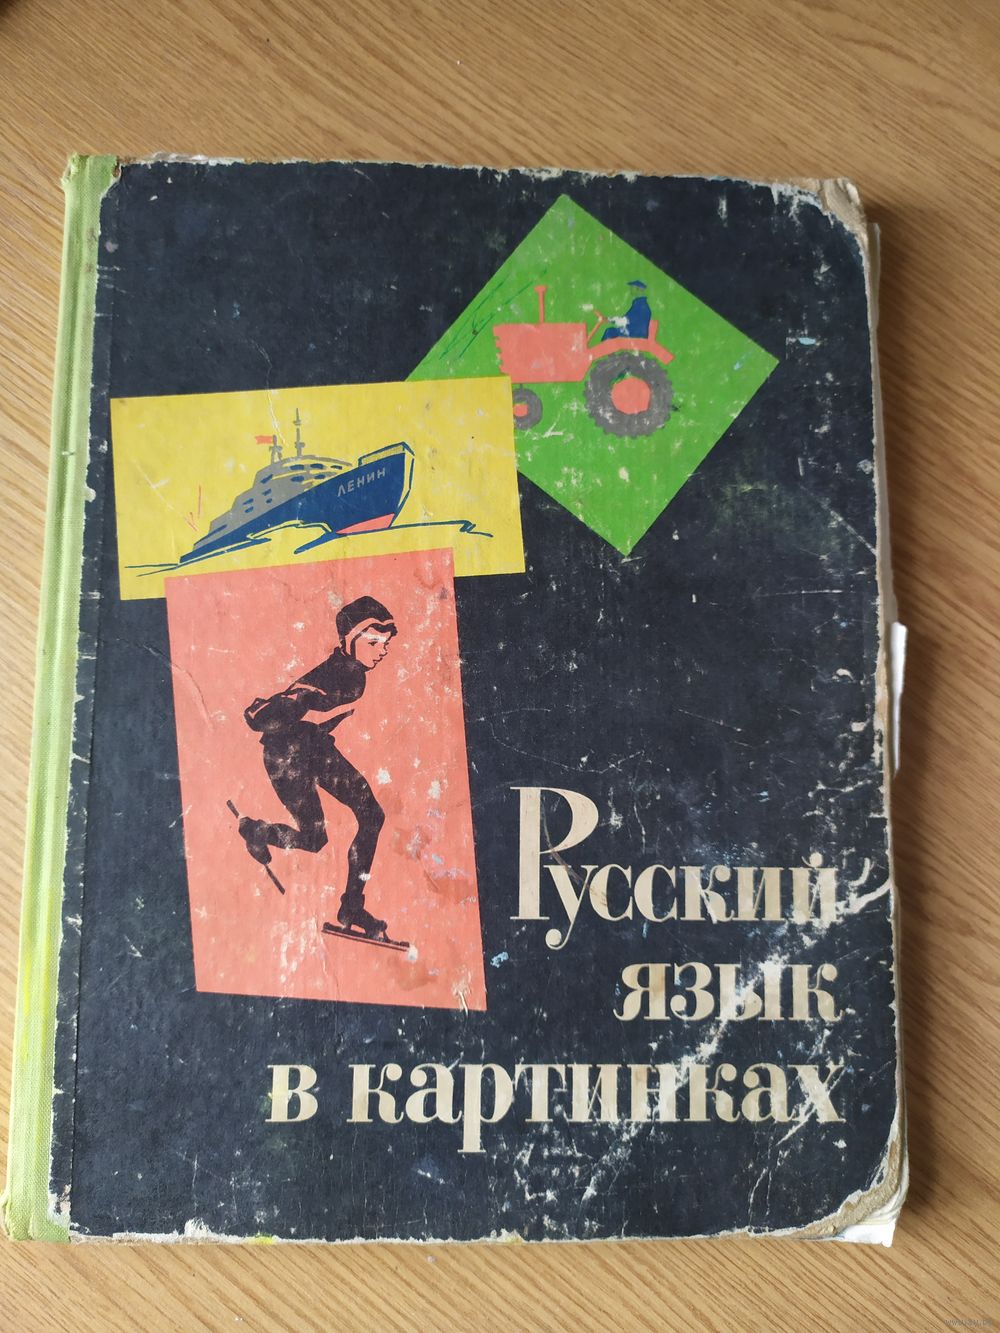 ЛЕНИН
Русский
язык
в картинках